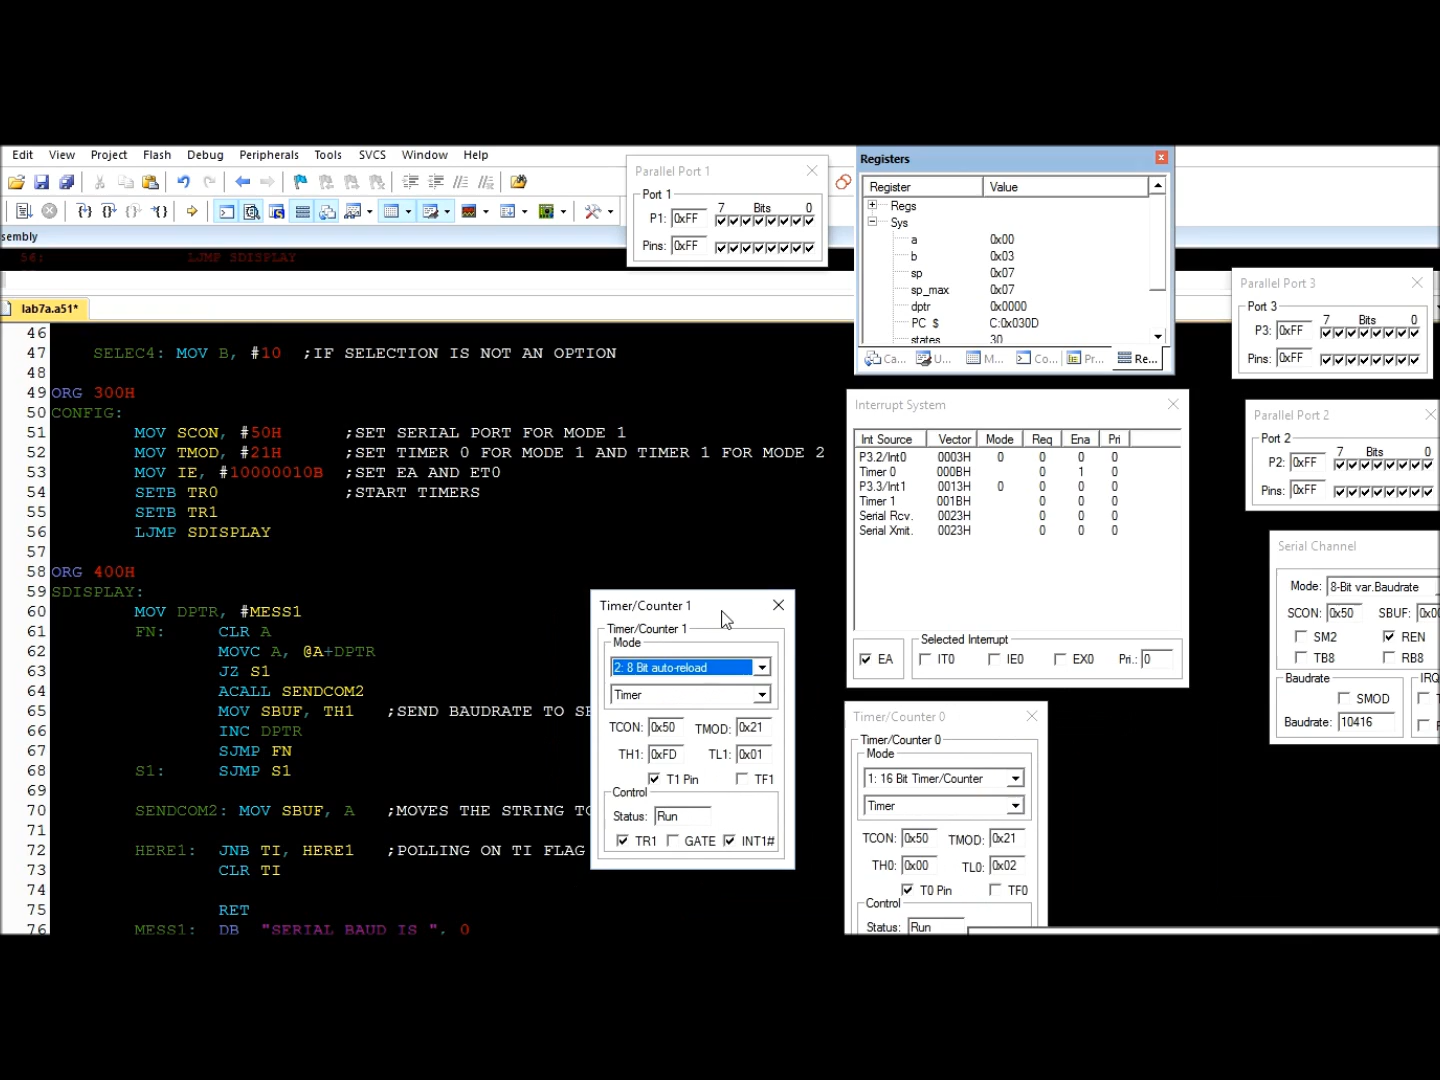 Edit View Project Flash Debug Peripherals Tools SVCS Window Help
sembly
56: LJMP SDISPLAY
lab7a.a51*
46
47 SELEC4: MOV B, #10 ;IF SELECTION IS NOT AN OPTION
48
49 ORG 300H
50 CONFIG:
51 MOV SCON, #50H ;SET SERIAL PORT FOR MODE 1
52 MOV TMOD, #21H ;SET TIMER 0 FOR MODE 1 AND TIMER 1 FOR MODE 2
53 MOV IE, #10000010B ;SET EA AND ET0
54 SETB TR0 ;START TIMERS
55 SETB TR1
56 LJMP SDISPLAY
57
58 ORG 400H
59 SDISPLAY:
60 MOV DPTR, #MESS1
61 FN: CLR A
62 MOVC A, @A+DPTR
63 JZ S1
64 ACALL SENDCOM2
65 MOV SBUF, TH1 ;SEND BAUDRATE TO SE
66 INC DPTR
67 SJMP FN
68 S1: SJMP S1
69
70 SENDCOM2: MOV SBUF, A ;MOVES THE STRING TO
71
72 HERE1: JNB TI, HERE1 ;POLLING ON TI FLAG
73 CLR TI
74
75 RET
76 MESS1: DB "SERIAL BAUD IS ", 0
Parallel Port 1
Port 1
7 Bits 0
P1: 0xFF
Pins: 0xFF
Registers
Register Value
Regs
Sys
a 0x00
b 0x03
sp 0x07
sp_max 0x07
dptr 0x0000
PC $ C:0x030D
states 30
Ca... U... M... Co... Pr... Re...
Parallel Port 3
Port 3
7 Bits 0
P3: 0xFF
Pins: 0xFF
Interrupt System
Int Source Vector Mode Req Ena Pri
P3.2/Int0 0003H 0 0 0 0
Timer 0 000BH 0 1 0
P3.3/Int1 0013H 0 0 0 0
Timer 1 001BH 0 0 0
Serial Rcv. 0023H 0 0 0
Serial Xmit. 0023H 0 0 0
Selected Interrupt
EA IT0 IE0 EX0 Pri.: 0
Parallel Port 2
Port 2
7 Bits 0
P2: 0xFF
Pins: 0xFF
Serial Channel
Mode: 8-Bit var.Baudrate
SCON: 0x50 SBUF: 0x00
SM2 REN
TB8 RB8
Baudrate IRQ
SMOD
Baudrate: 10416
Timer/Counter 1
Timer/Counter 1
Mode
2: 8 Bit auto-reload
Timer
TCON: 0x50 TMOD: 0x21
TH1: 0xFD TL1: 0x01
T1 Pin TF1
Control
Status: Run
TR1 GATE INT1#
Timer/Counter 0
Timer/Counter 0
Mode
1: 16 Bit Timer/Counter
Timer
TCON: 0x50 TMOD: 0x21
TH0: 0x00 TL0: 0x02
T0 Pin TF0
Control
Status: Run